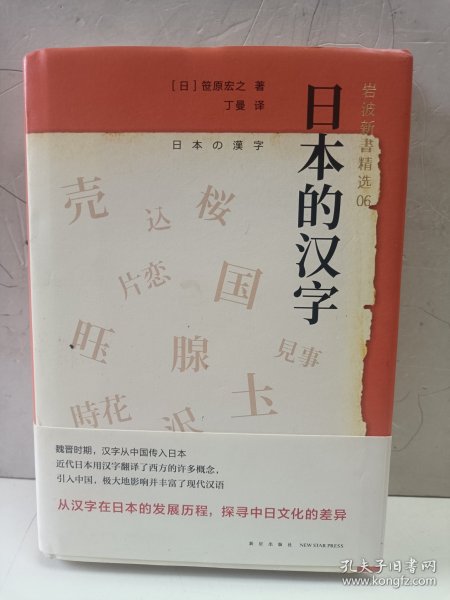 [日] 笹原宏之 著
丁曼 译
日本の漢字
日本的汉字
岩波新書精选
06
売
込
桜
片恋
国
旺
腺
見事
時花
圡
魏晋时期，汉字从中国传入日本
近代日本用汉字翻译了西方的许多概念，
引入中国，极大地影响并丰富了现代汉语
从汉字在日本的发展历程，探寻中日文化的差异
新星出版社 NEW STAR PRESS
孔夫子旧书网
https://www.kongfz.com